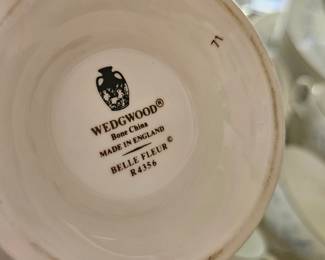 71
WEDGWOOD®
Bone China
MADE IN ENGLAND
BELLE FLEUR©
R4356